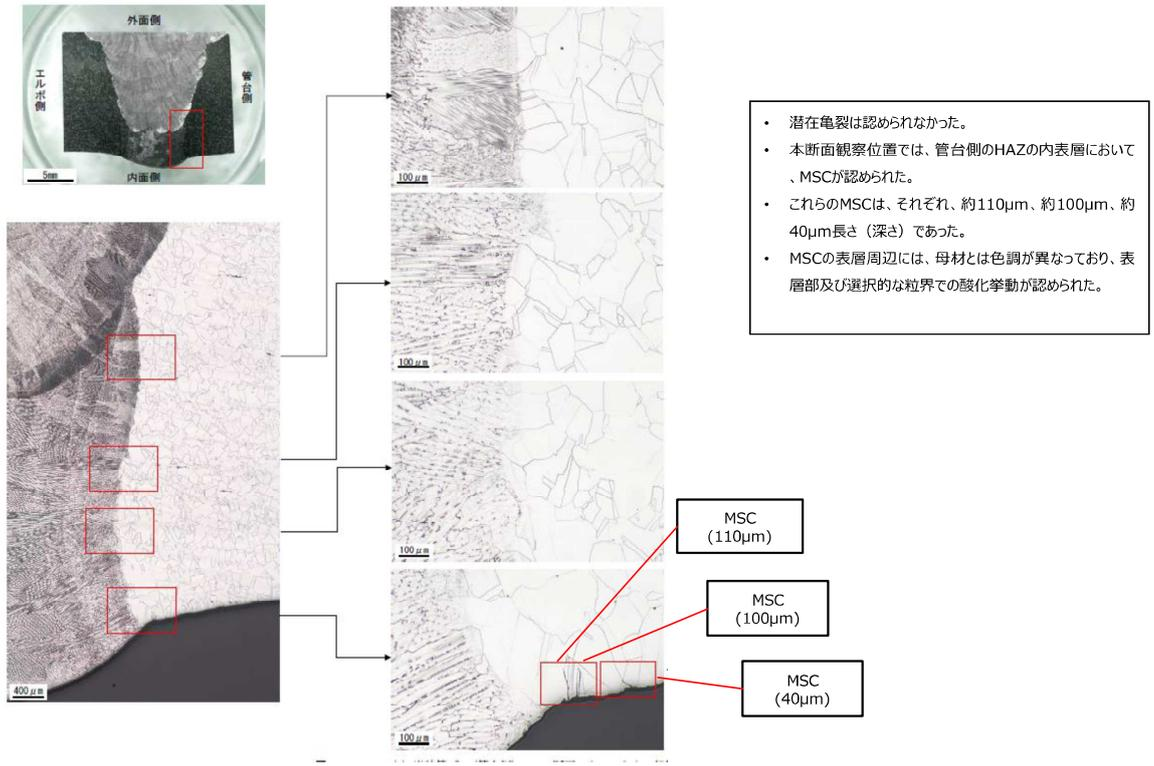 外面側
エルボ側
管台側
内面側
5mm
400μm
100μm
100μm
100μm
100μm
• 潜在亀裂は認められなかった。
• 本断面観察位置では、管台側のHAZの内表層において
、MSCが認められた。
• これらのMSCは、それぞれ、約110μm、約100μm、約
40μm長さ（深さ）であった。
• MSCの表層周辺には、母材とは色調が異なっており、表
層部及び選択的な粒界での酸化挙動が認められた。
MSC
(110μm)
MSC
(100μm)
MSC
(40μm)